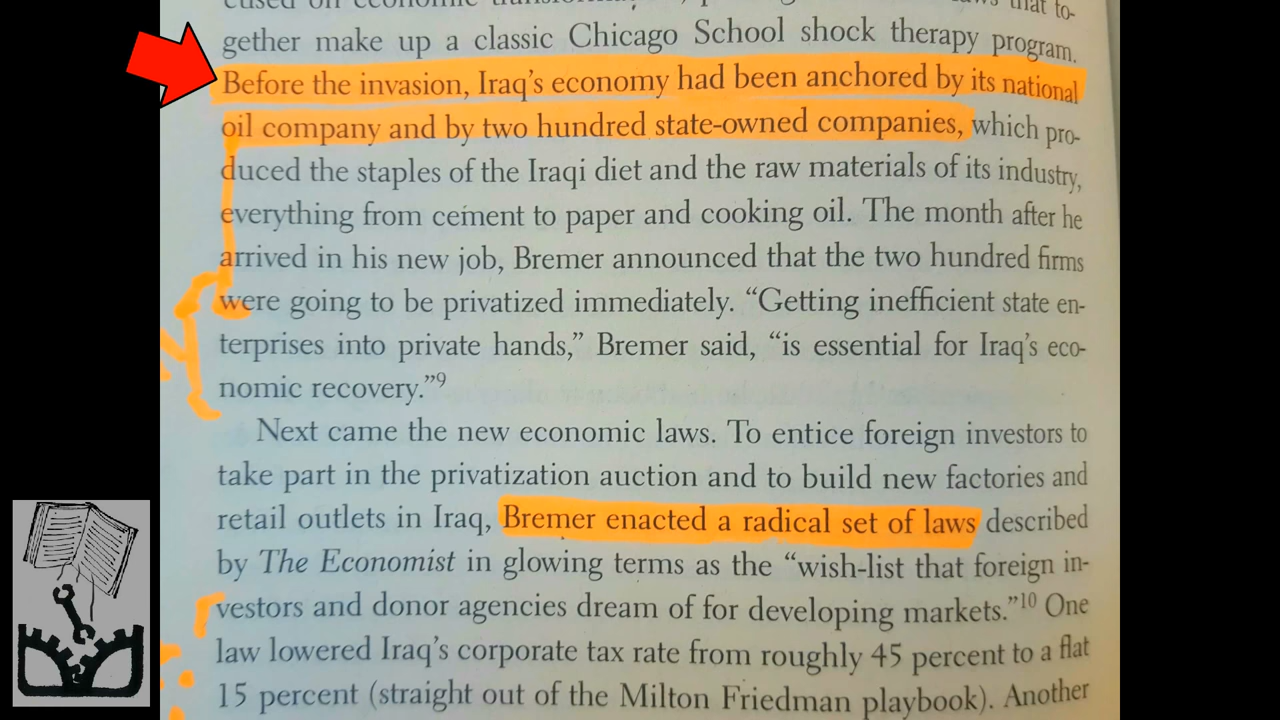 cused on economic
gether make up a classic Chicago School shock therapy program.
Before the invasion, Iraq's economy had been anchored by its national
oil company and by two hundred state-owned companies, which pro-
duced the staples of the Iraqi diet and the raw materials of its industry,
everything from cement to paper and cooking oil. The month after he
arrived in his new job, Bremer announced that the two hundred firms
were going to be privatized immediately. “Getting inefficient state en-
terprises into private hands,” Bremer said, “is essential for Iraq's eco-
nomic recovery.”9
Next came the new economic laws. To entice foreign investors to
take part in the privatization auction and to build new factories and
retail outlets in Iraq, Bremer enacted a radical set of laws described
by The Economist in glowing terms as the “wish-list that foreign in-
vestors and donor agencies dream of for developing markets.”10 One
law lowered Iraq's corporate tax rate from roughly 45 percent to a flat
15 percent (straight out of the Milton Friedman playbook). Another